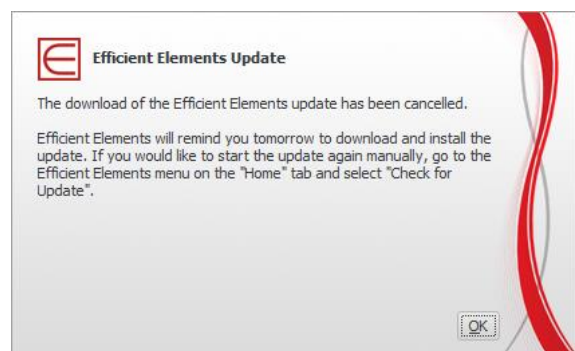 Efficient Elements Update
The download of the Efficient Elements update has been cancelled.
Efficient Elements will remind you tomorrow to download and install the
update. If you would like to start the update again manually, go to the
Efficient Elements menu on the "Home" tab and select "Check for
Update".
OK